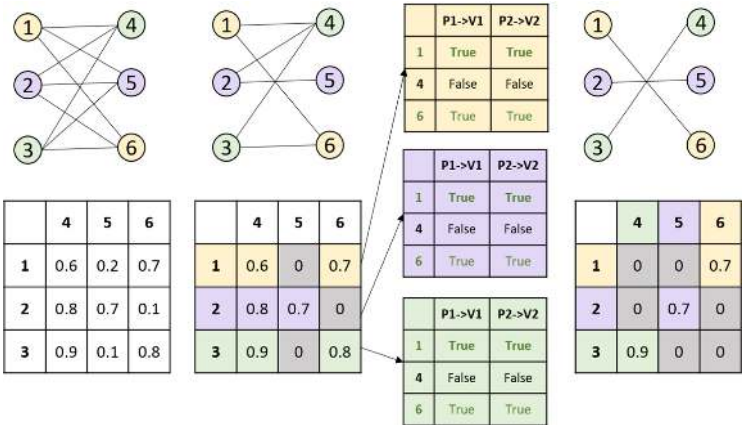 1 4
2 5
3 6
4 5 6
1 0.6 0.2 0.7
2 0.8 0.7 0.1
3 0.9 0.1 0.8
1 4
2 5
3 6
4 5 6
1 0.6 0 0.7
2 0.8 0.7 0
3 0.9 0 0.8
P1->V1 P2->V2
1 True True
4 False False
6 True True
P1->V1 P2->V2
1 True True
4 False False
6 True True
P1->V1 P2->V2
1 True True
4 False False
6 True True
1 4
2 5
3 6
4 5 6
1 0 0 0.7
2 0 0.7 0
3 0.9 0 0